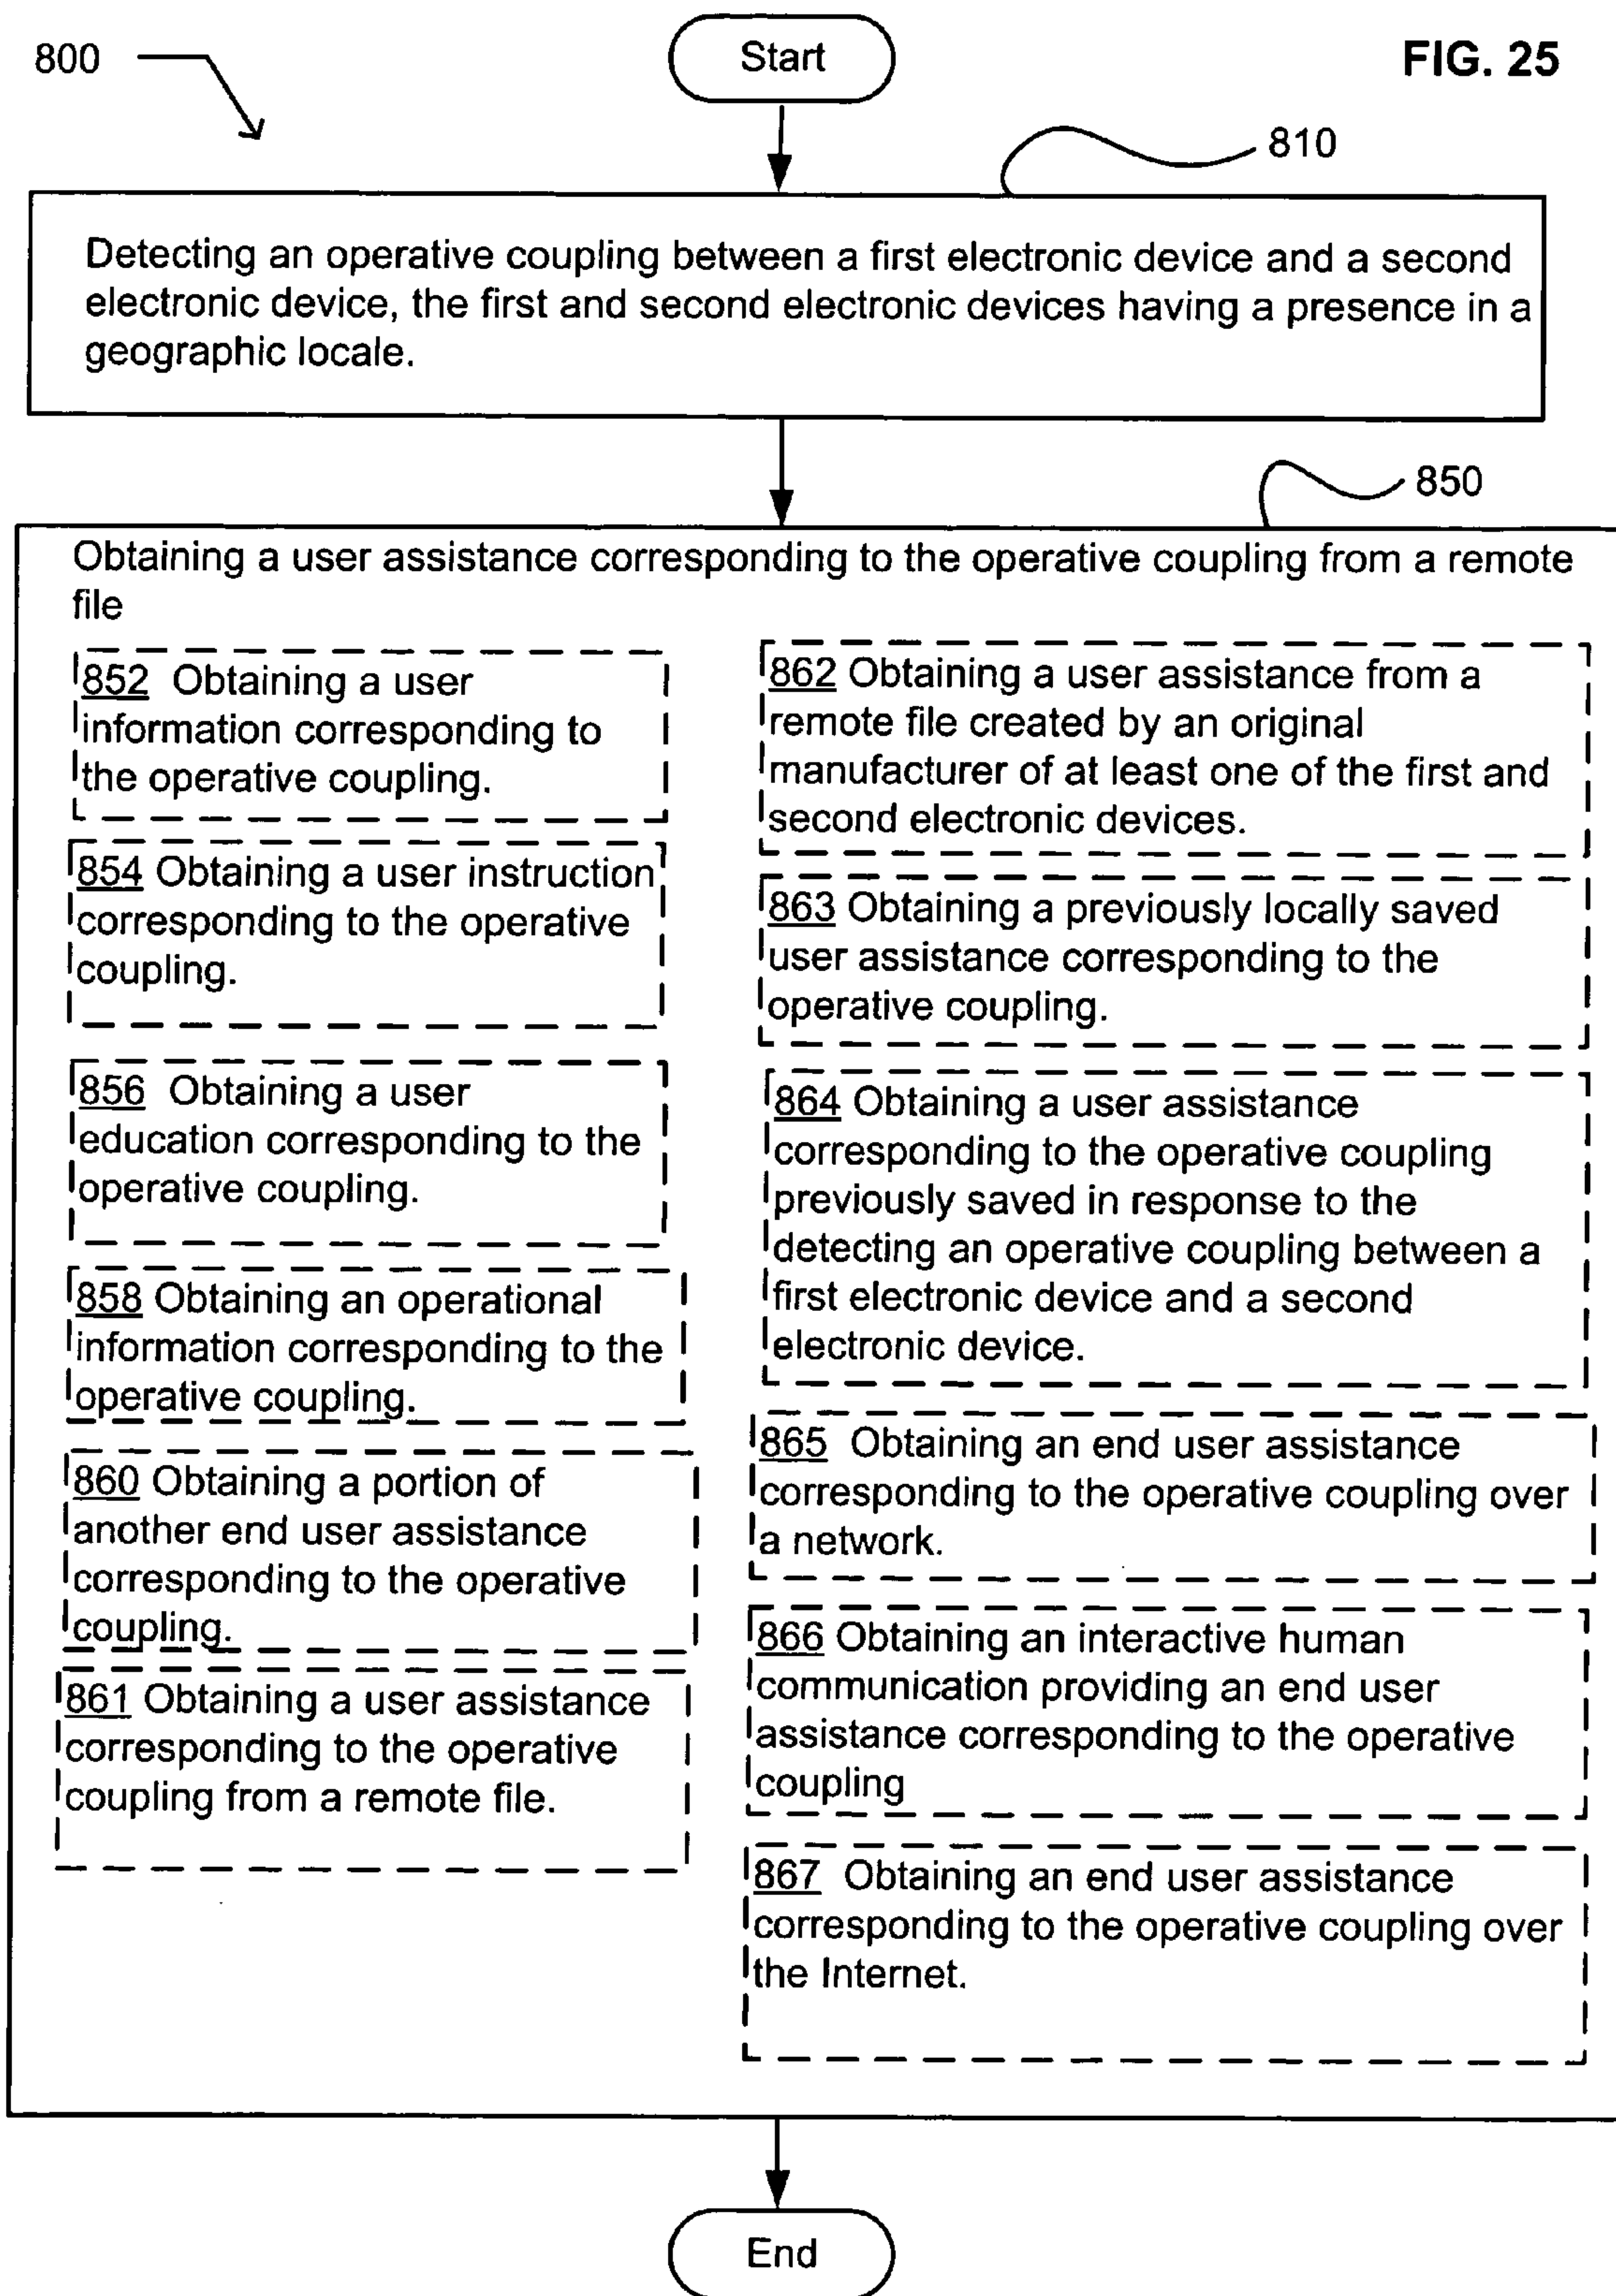 800
Start
FIG. 25
810
Detecting an operative coupling between a first electronic device and a second
electronic device, the first and second electronic devices having a presence in a
geographic locale.
850
Obtaining a user assistance corresponding to the operative coupling from a remote
file
852 Obtaining a user
information corresponding to
the operative coupling.
854 Obtaining a user instruction
corresponding to the operative
coupling.
856 Obtaining a user
education corresponding to the
operative coupling.
858 Obtaining an operational
information corresponding to the
operative coupling.
860 Obtaining a portion of
another end user assistance
corresponding to the operative
coupling.
861 Obtaining a user assistance
corresponding to the operative
coupling from a remote file.
862 Obtaining a user assistance from a
remote file created by an original
manufacturer of at least one of the first and
second electronic devices.
863 Obtaining a previously locally saved
user assistance corresponding to the
operative coupling.
864 Obtaining a user assistance
corresponding to the operative coupling
previously saved in response to the
detecting an operative coupling between a
first electronic device and a second
electronic device.
865 Obtaining an end user assistance
corresponding to the operative coupling over
a network.
866 Obtaining an interactive human
communication providing an end user
assistance corresponding to the operative
coupling
867 Obtaining an end user assistance
corresponding to the operative coupling over
the Internet.
End